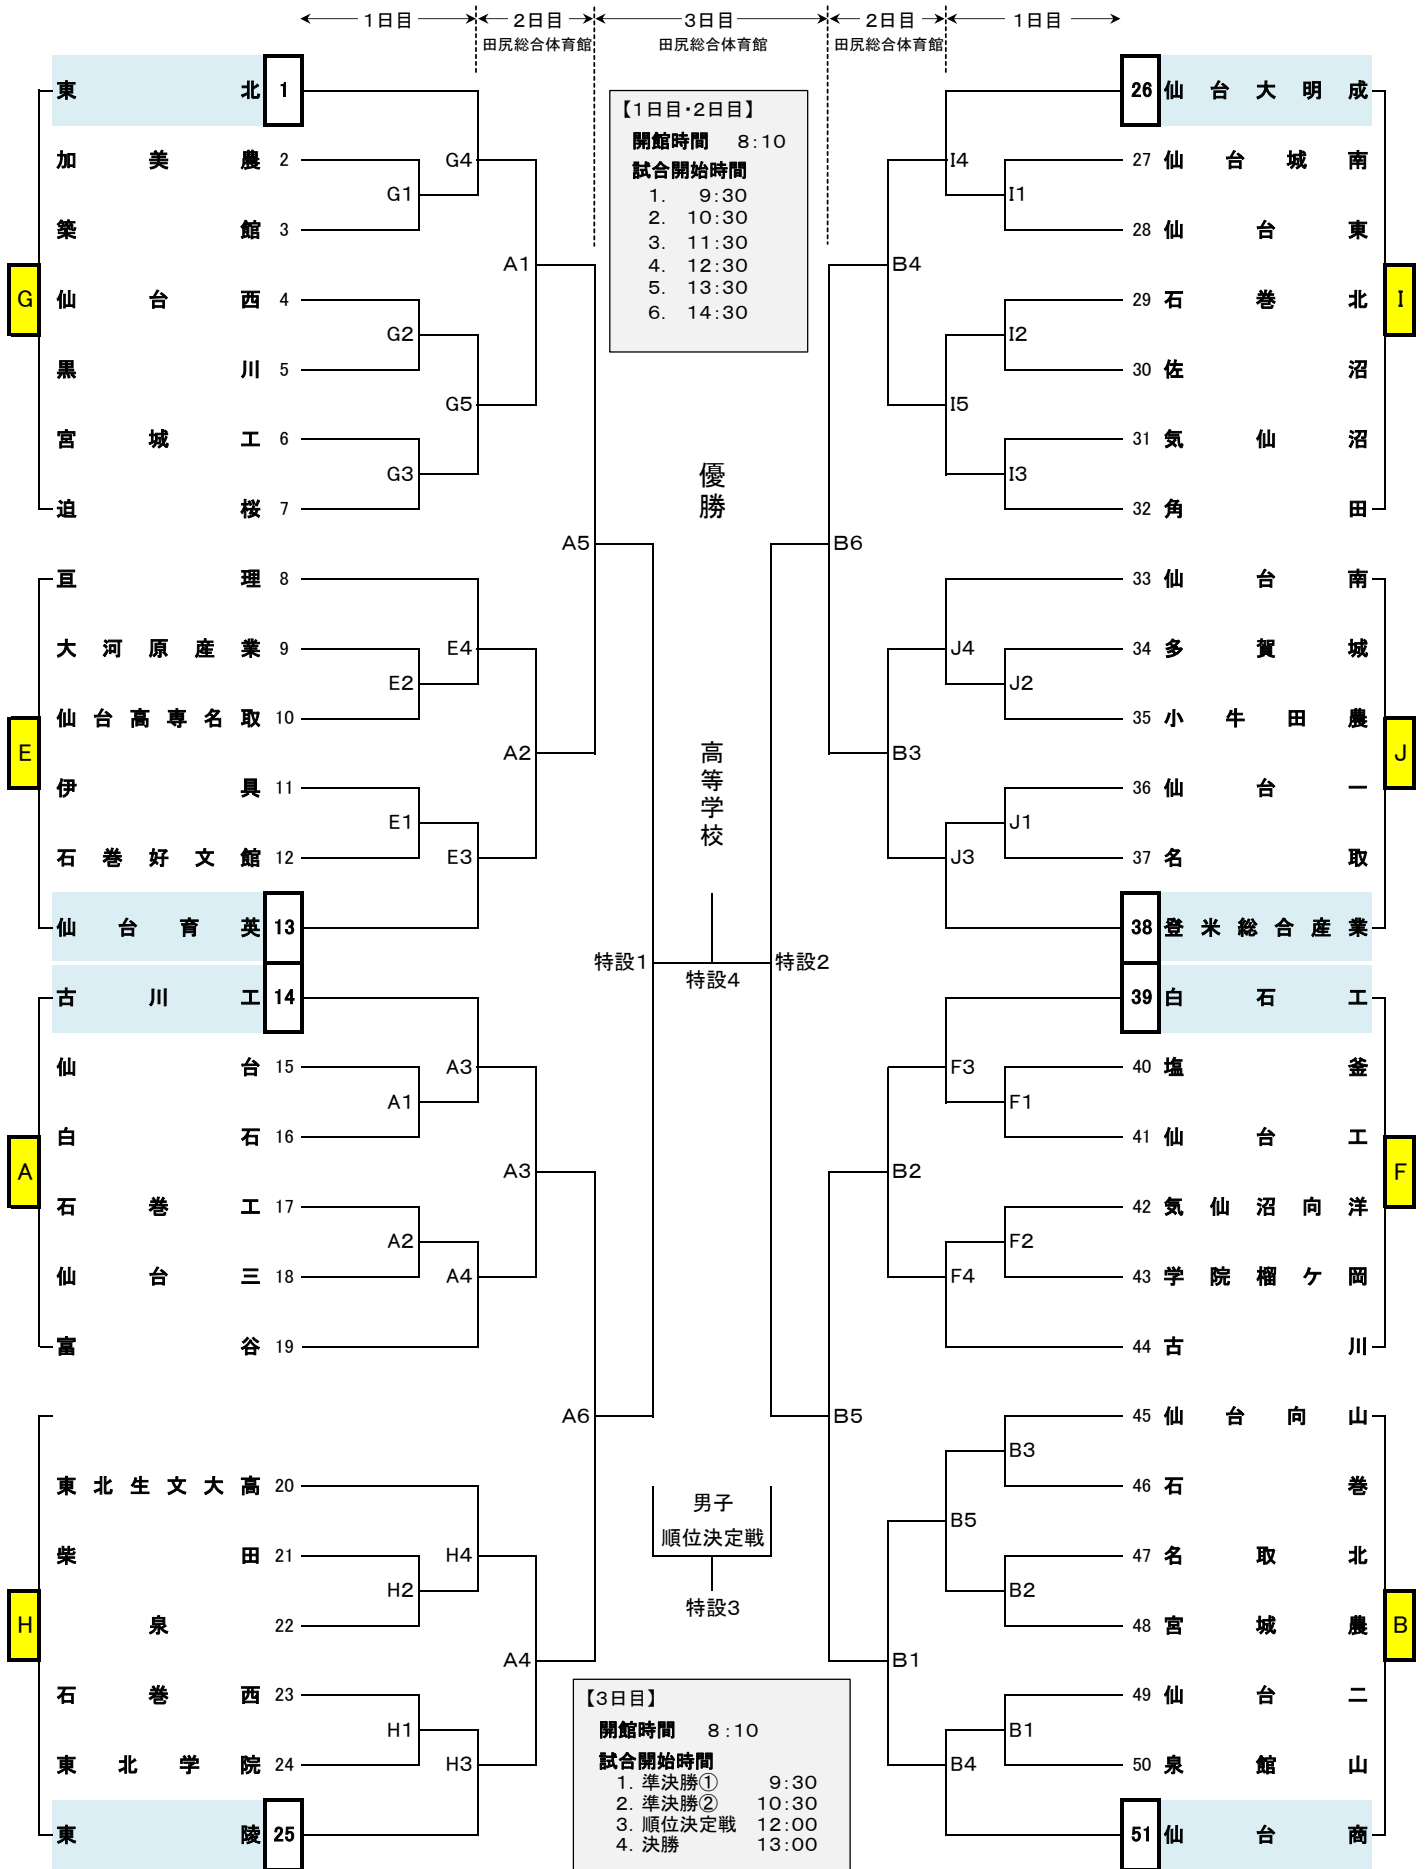 1日目 2日目 3日目 2日目 1日目
田尻総合体育館 田尻総合体育館 田尻総合体育館
【1日目・2日目】
開館時間 8:10
試合開始時間
1. 9:30
2. 10:30
3. 11:30
4. 12:30
5. 13:30
6. 14:30
G
東北 1
加美農 2
築館 3
仙台西 4
黒川 5
宮城工 6
迫桜 7
G1
G2
G3
G4
G5
A1
E
亘理 8
大河原産業 9
仙台高専名取 10
伊具 11
石巻好文館 12
仙台育英 13
E2
E1
E4
E3
A2
A5
A
古川工 14
仙台 15
白石 16
石巻工 17
仙台三 18
富谷 19
A1
A2
A3
A4
A3
H
東北生文大高 20
柴田 21
泉 22
石巻西 23
東北学院 24
東陵 25
H2
H1
H4
H3
A4
A6
優勝
高等学校
特設1
特設4
特設2
男子
順位決定戦
特設3
【3日目】
開館時間 8:10
試合開始時間
1. 準決勝① 9:30
2. 準決勝② 10:30
3. 順位決定戦 12:00
4. 決勝 13:00
I
26 仙台大明成
27 仙台城南
28 仙台東
29 石巻北
30 佐沼
31 気仙沼
32 角田
I1
I2
I3
I4
I5
B4
J
33 仙台南
34 多賀城
35 小牛田農
36 仙台一
37 名取
38 登米総合産業
J2
J1
J4
J3
B3
B6
F
39 白石工
40 塩釜
41 仙台工
42 気仙沼向洋
43 学院榴ケ岡
44 古川
F1
F2
F3
F4
B2
B
45 仙台向山
46 石巻
47 名取北
48 宮城農
49 仙台二
50 泉館山
51 仙台商
B3
B2
B1
B5
B4
B1
B5